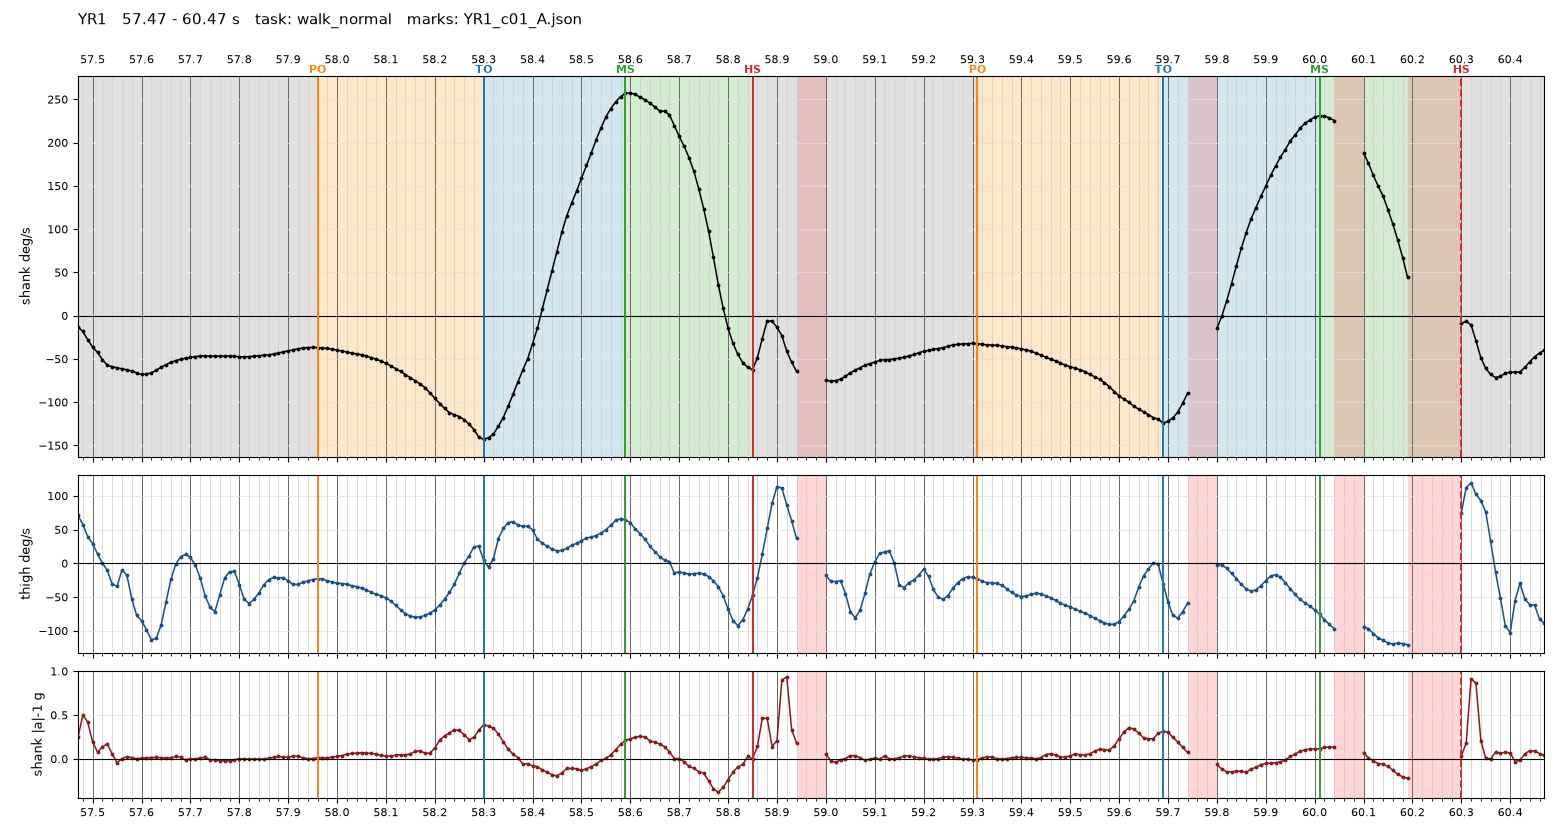 YR1   57.47 - 60.47 s   task: walk_normal   marks: YR1_c01_A.json
57.5 57.6 57.7 57.8 57.9 58.0 58.1 58.2 58.3 58.4 58.5 58.6 58.7 58.8 58.9 59.0 59.1 59.2 59.3 59.4 59.5 59.6 59.7 59.8 59.9 60.0 60.1 60.2 60.3 60.4
PO TO MS HS PO TO MS HS
250
200
150
100
50
0
−50
−100
−150
shank deg/s
100
50
0
−50
−100
thigh deg/s
1.0
0.5
0.0
shank |a|-1 g
57.5 57.6 57.7 57.8 57.9 58.0 58.1 58.2 58.3 58.4 58.5 58.6 58.7 58.8 58.9 59.0 59.1 59.2 59.3 59.4 59.5 59.6 59.7 59.8 59.9 60.0 60.1 60.2 60.3 60.4